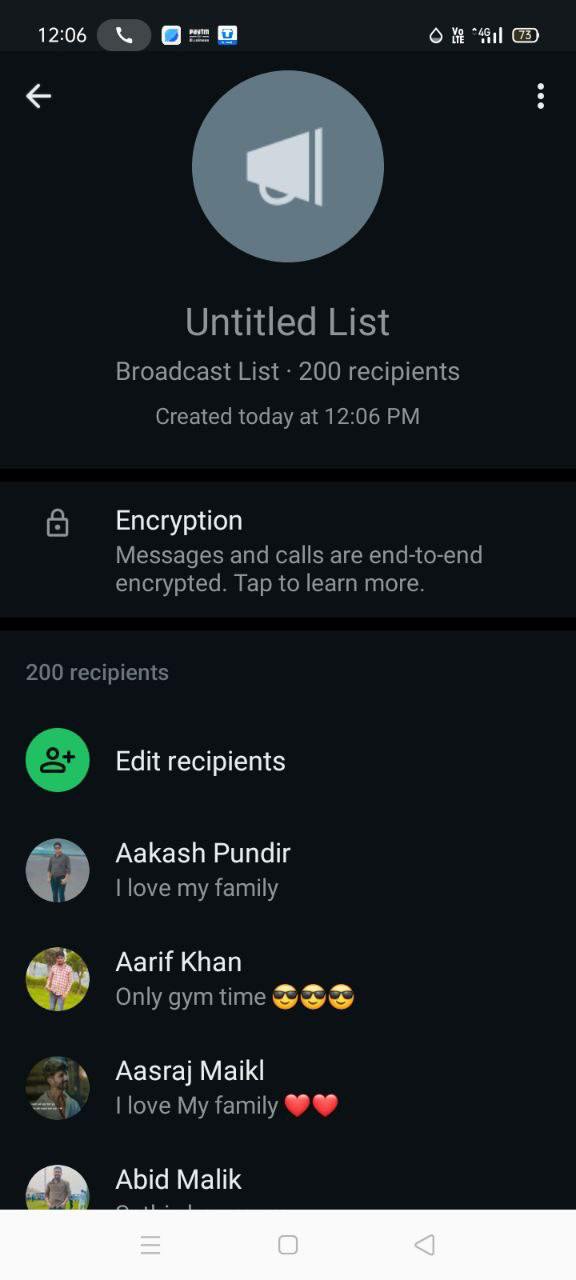 12:06
Paytm
Business
Vo
LTE
4G
73
Untitled List
Broadcast List · 200 recipients
Created today at 12:06 PM
Encryption
Messages and calls are end-to-end
encrypted. Tap to learn more.
200 recipients
Edit recipients
Aakash Pundir
I love my family
Aarif Khan
Only gym time 😎😎😎
Aasraj Maikl
I love My family ❤️❤️
Abid Malik